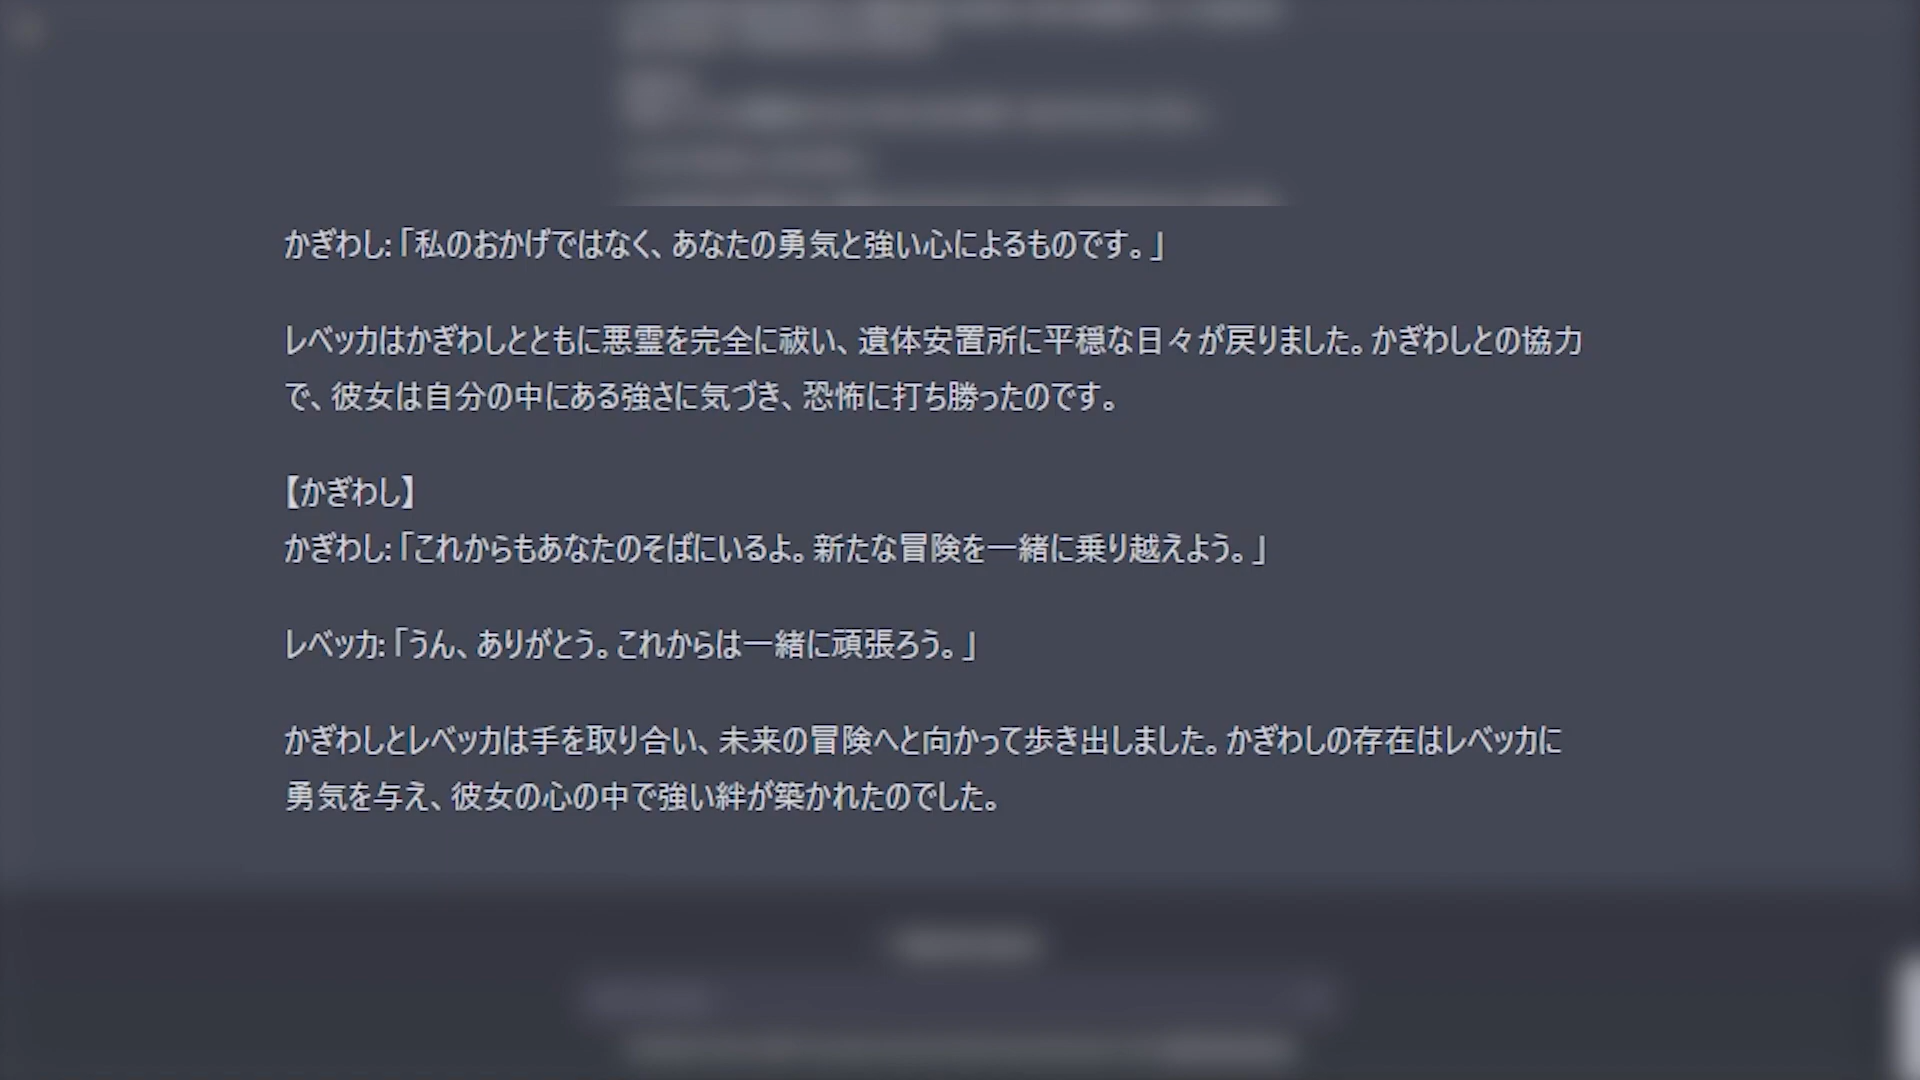 かぎわし:「私のおかげではなく、あなたの勇気と強い心によるものです。」
レベッカはかぎわしとともに悪霊を完全に祓い、遺体安置所に平穏な日々が戻りました。かぎわしとの協力
で、彼女は自分の中にある強さに気づき、恐怖に打ち勝ったのです。
【かぎわし】
かぎわし:「これからもあなたのそばにいるよ。新たな冒険を一緒に乗り越えよう。」
レベッカ:「うん、ありがとう。これからは一緒に頑張ろう。」
かぎわしとレベッカは手を取り合い、未来の冒険へと向かって歩き出しました。かぎわしの存在はレベッカに
勇気を与え、彼女の心の中で強い絆が築かれたのでした。